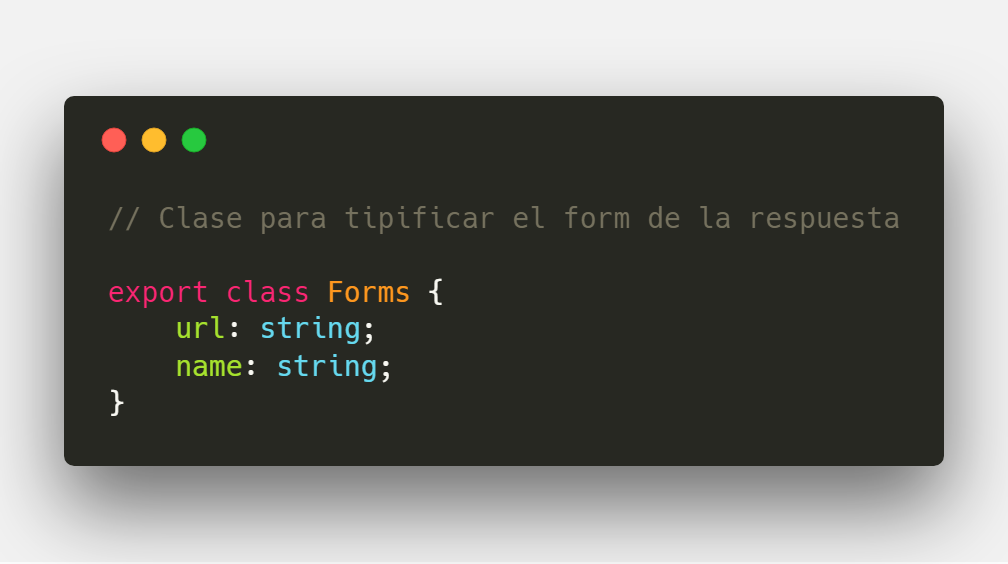 // Clase para tipificar el form de la respuesta
export class Forms {
    url: string;
    name: string;
}